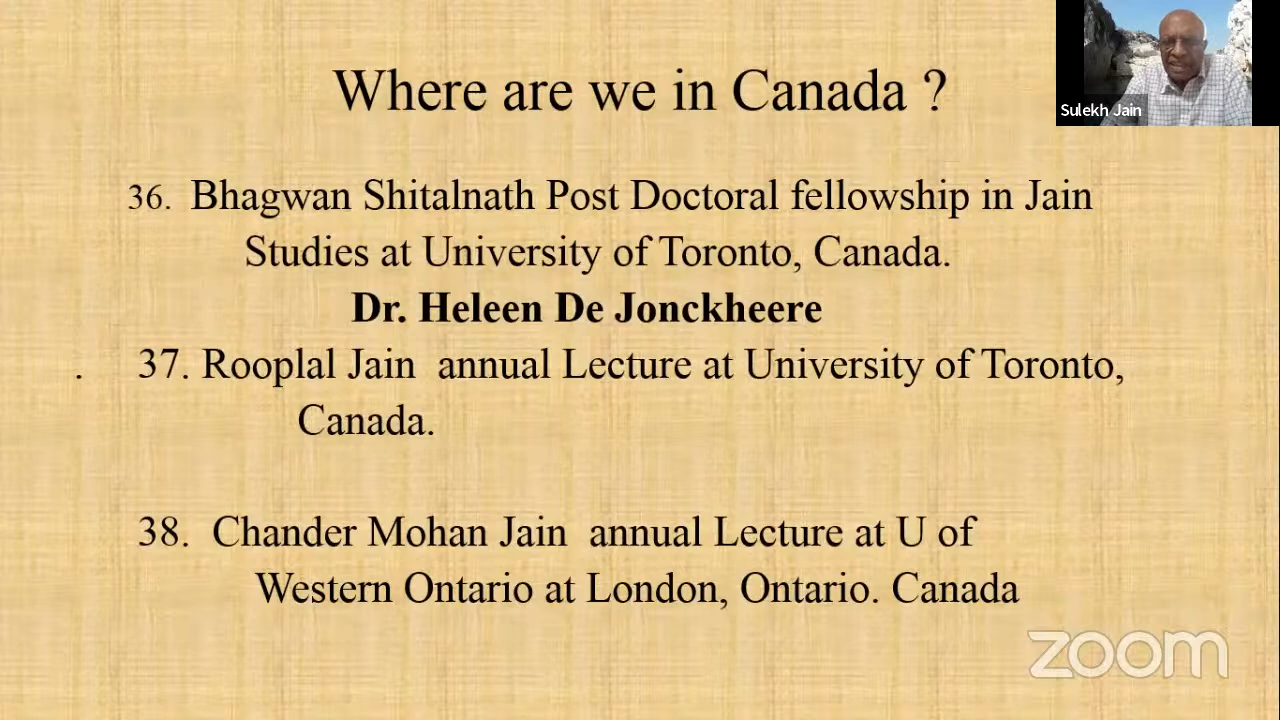 Where are we in Canada ?
Sulekh Jain
36. Bhagwan Shitalnath Post Doctoral fellowship in Jain
Studies at University of Toronto, Canada.
Dr. Heleen De Jonckheere
. 37. Rooplal Jain annual Lecture at University of Toronto,
Canada.
38. Chander Mohan Jain annual Lecture at U of
Western Ontario at London, Ontario. Canada
zoom